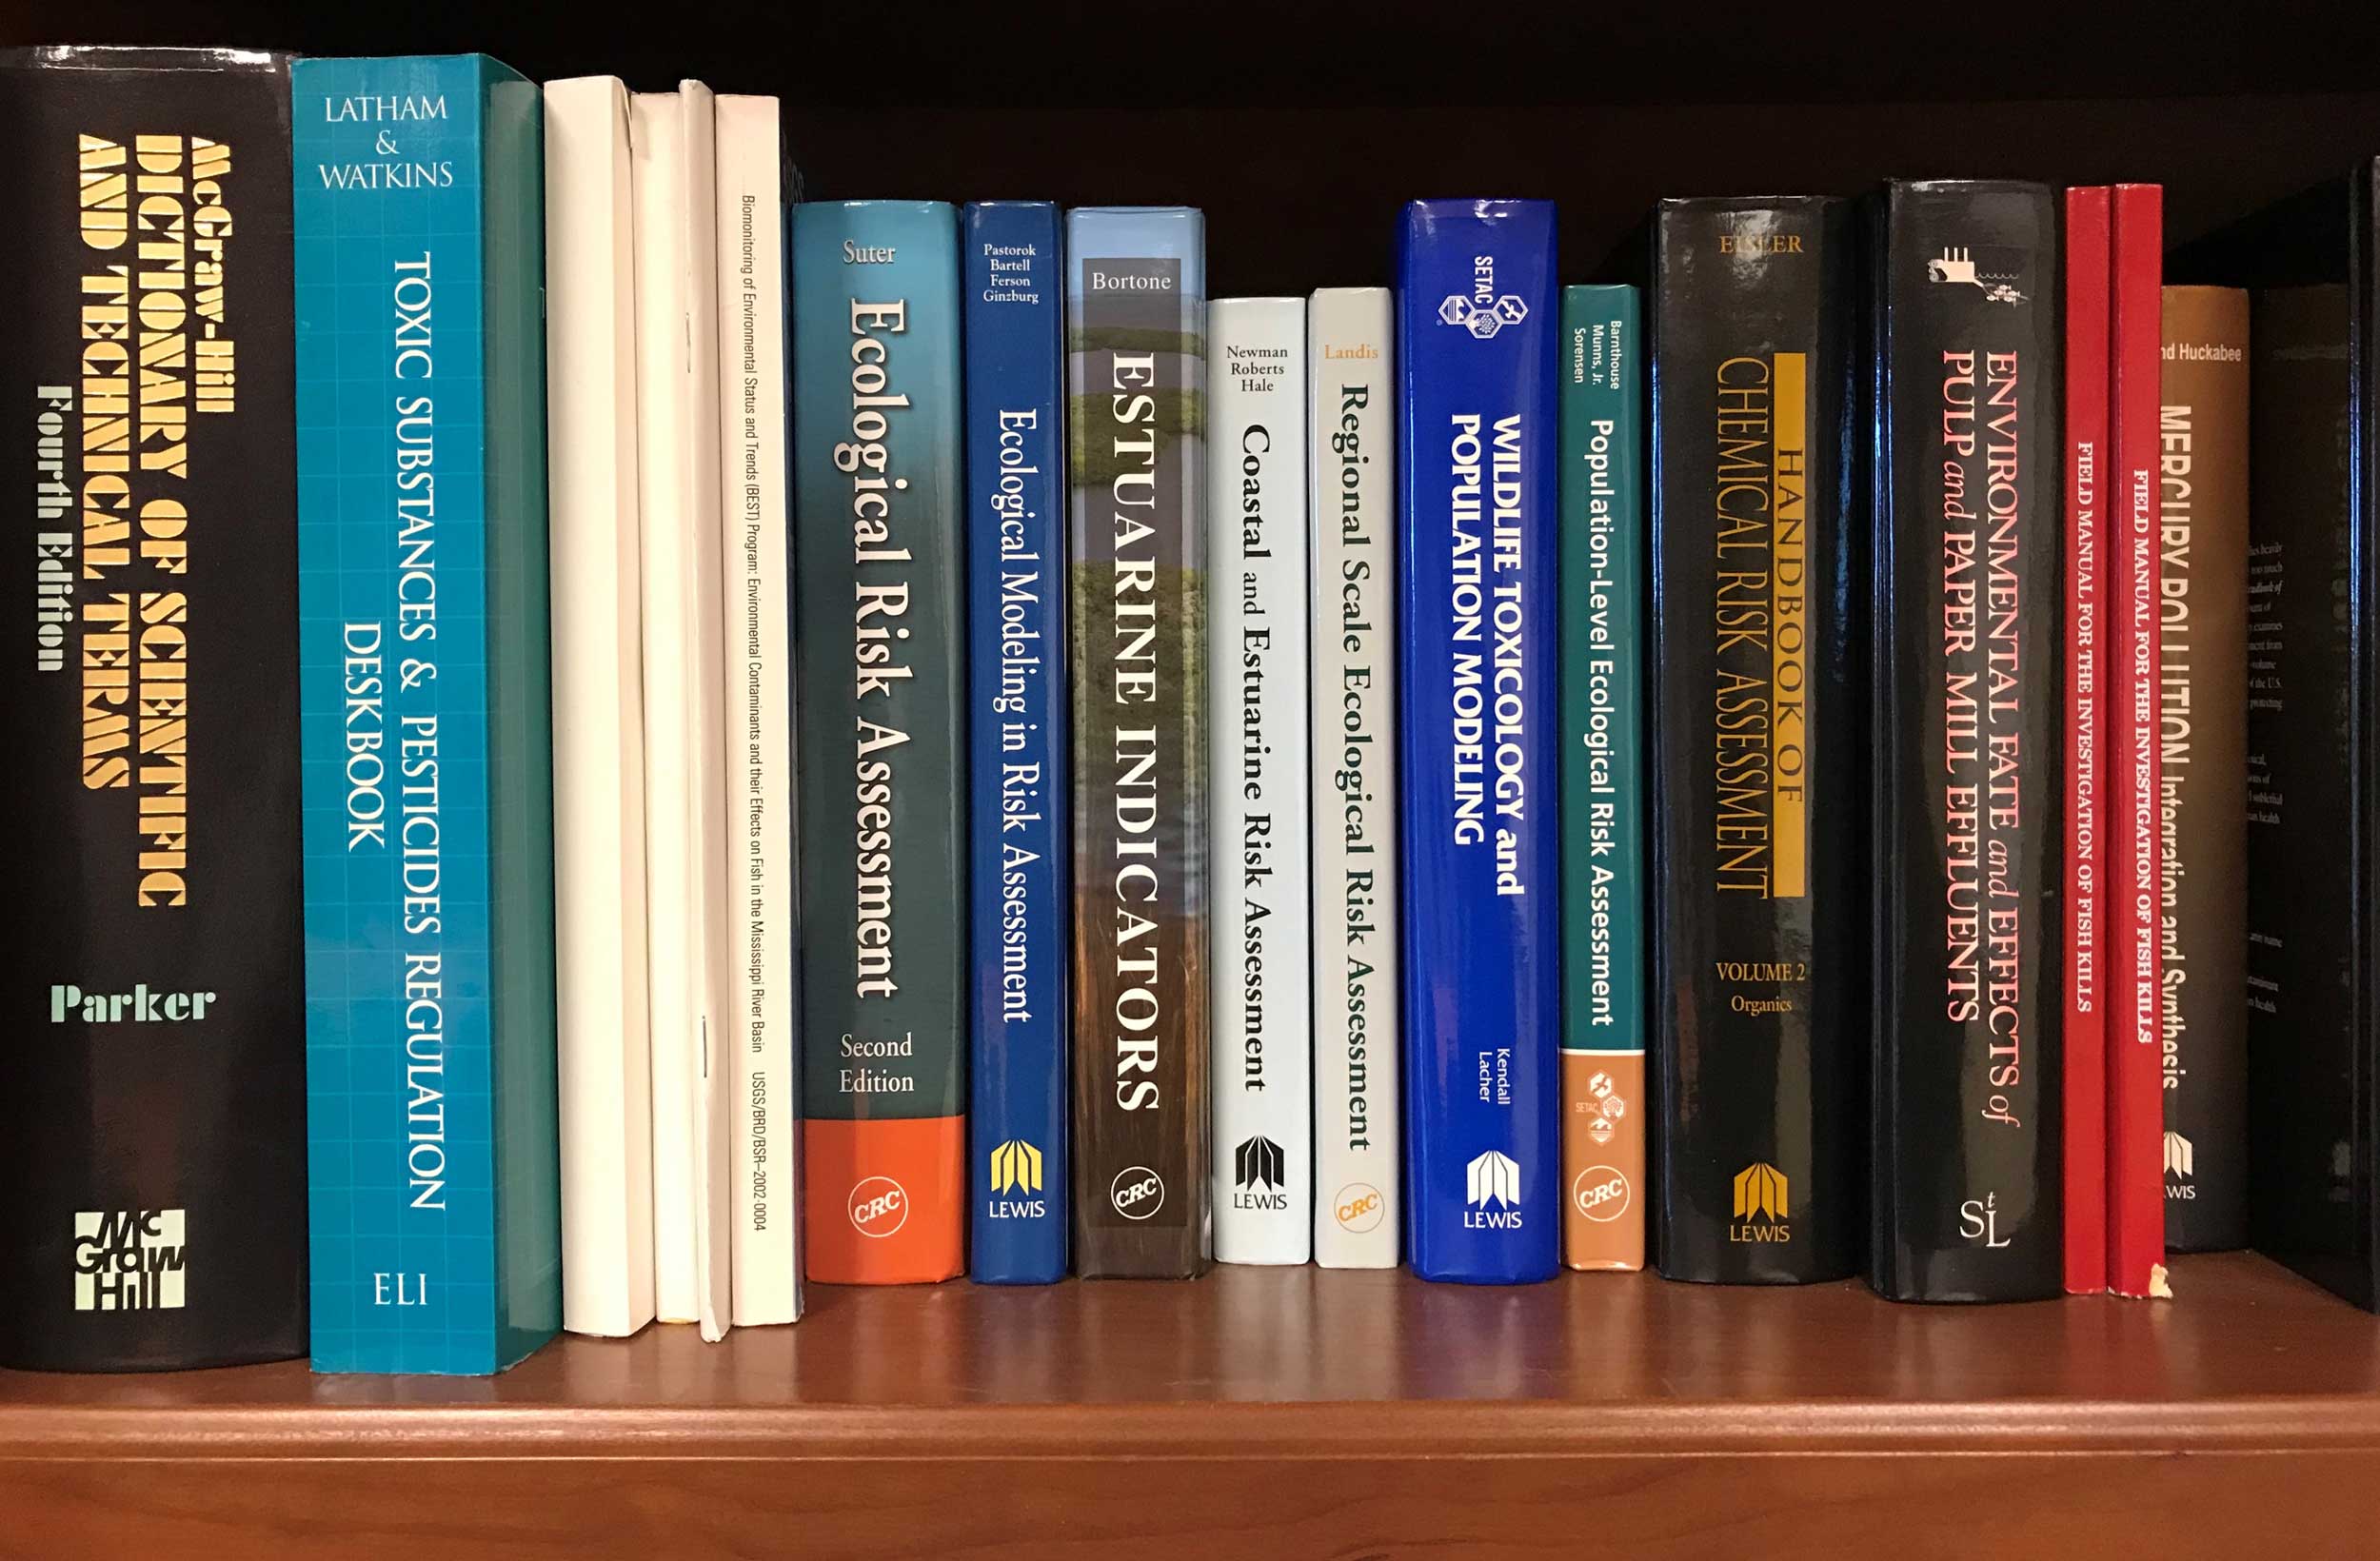 McGraw-Hill
DICTIONARY OF SCIENTIFIC
AND TECHNICAL TERMS
Fourth Edition
Parker
Mc
Graw
Hill
LATHAM
&
WATKINS
TOXIC SUBSTANCES & PESTICIDES REGULATION
DESKBOOK
ELI
Biomonitoring of Environmental Status and Trends (BEST) Program: Environmental Contaminants and their Effects on Fish in the Mississippi River Basin
USGS/BRD/BSR--2002-0004
Suter
Ecological Risk Assessment
Second
Edition
CRC
Pastorok
Bartell
Ferson
Ginzburg
Ecological Modeling in Risk Assessment
LEWIS
Bortone
ESTUARINE INDICATORS
CRC
Newman
Roberts
Hale
Coastal and Estuarine Risk Assessment
LEWIS
Landis
Regional Scale Ecological Risk Assessment
CRC
SETAC
WILDLIFE TOXICOLOGY and
POPULATION MODELING
Kendall
Lacher
LEWIS
Barnthouse
Munns, Jr.
Sorensen
Population-Level Ecological Risk Assessment
SETAC
CRC
EISLER
HANDBOOK OF
CHEMICAL RISK ASSESSMENT
VOLUME 2
Organics
LEWIS
ENVIRONMENTAL FATE and EFFECTS of
PULP and PAPER MILL EFFLUENTS
StL
FIELD MANUAL FOR THE INVESTIGATION OF FISH KILLS
FIELD MANUAL FOR THE INVESTIGATION OF FISH KILLS
nd Huckabee
MERCURY POLLUTION Integration and Synthesis
WIS